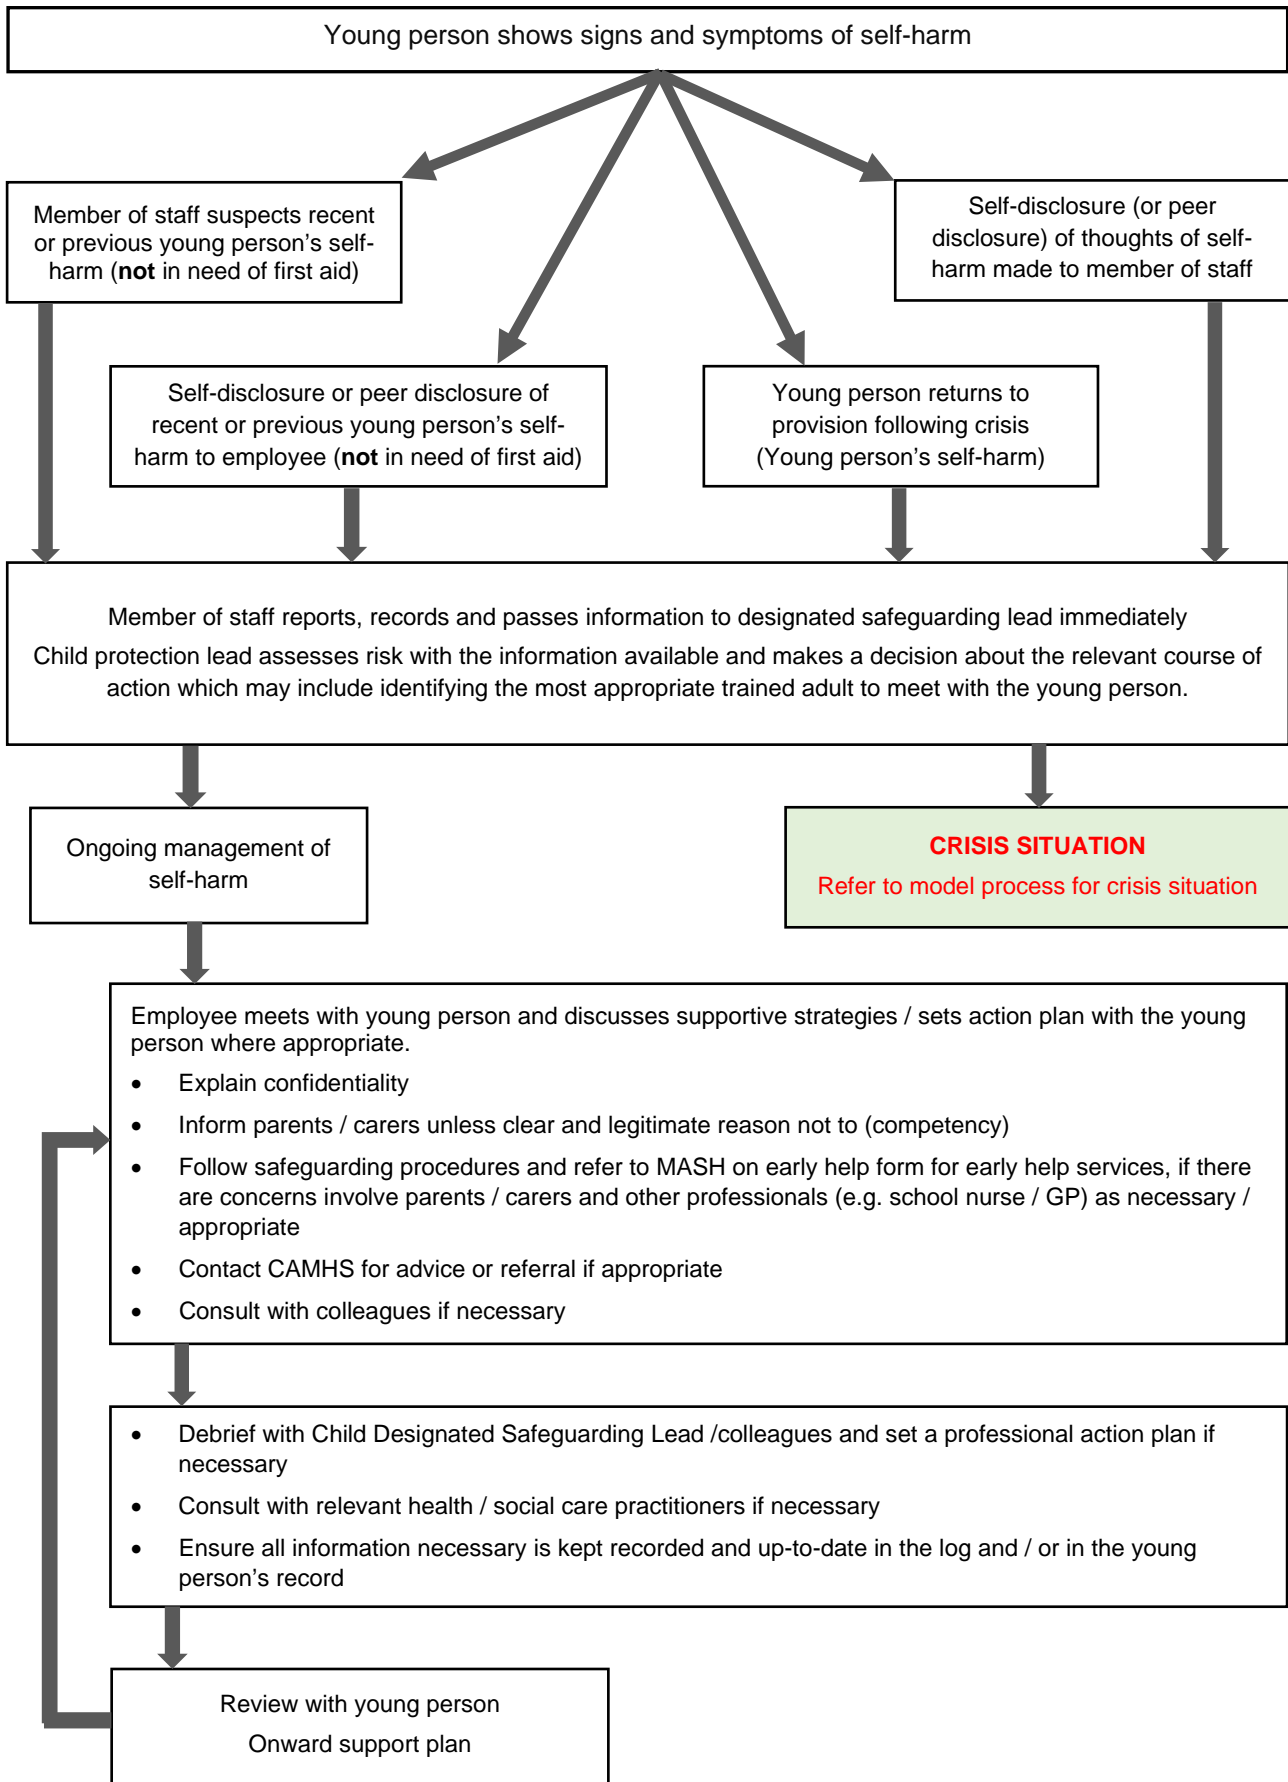 Young person shows signs and symptoms of self-harm
Member of staff suspects recent
or previous young person’s self-
harm (not in need of first aid)
Self-disclosure (or peer
disclosure) of thoughts of self-
harm made to member of staff
Self-disclosure or peer disclosure of
recent or previous young person’s self-
harm to employee (not in need of first aid)
Young person returns to
provision following crisis
(Young person’s self-harm)
Member of staff reports, records and passes information to designated safeguarding lead immediately
Child protection lead assesses risk with the information available and makes a decision about the relevant course of
action which may include identifying the most appropriate trained adult to meet with the young person.
Ongoing management of
self-harm
CRISIS SITUATION
Refer to model process for crisis situation
Employee meets with young person and discusses supportive strategies / sets action plan with the young
person where appropriate.
• Explain confidentiality
• Inform parents / carers unless clear and legitimate reason not to (competency)
• Follow safeguarding procedures and refer to MASH on early help form for early help services, if there
are concerns involve parents / carers and other professionals (e.g. school nurse / GP) as necessary /
appropriate
• Contact CAMHS for advice or referral if appropriate
• Consult with colleagues if necessary
• Debrief with Child Designated Safeguarding Lead /colleagues and set a professional action plan if
necessary
• Consult with relevant health / social care practitioners if necessary
• Ensure all information necessary is kept recorded and up-to-date in the log and / or in the young
person’s record
Review with young person
Onward support plan